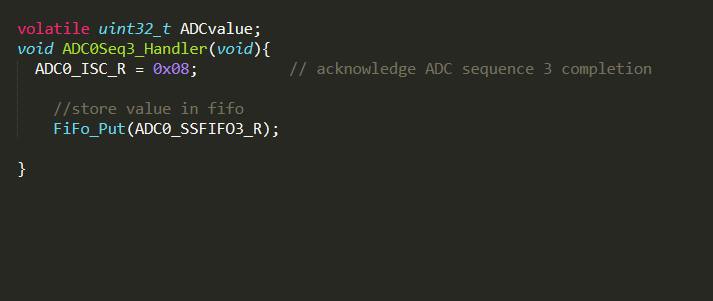 volatile uint32_t ADCvalue;
void ADC0Seq3_Handler(void){
ADC0_ISC_R = 0x08; // acknowledge ADC sequence 3 completion
//store value in fifo
FiFo_Put(ADC0_SSFIFO3_R);
}